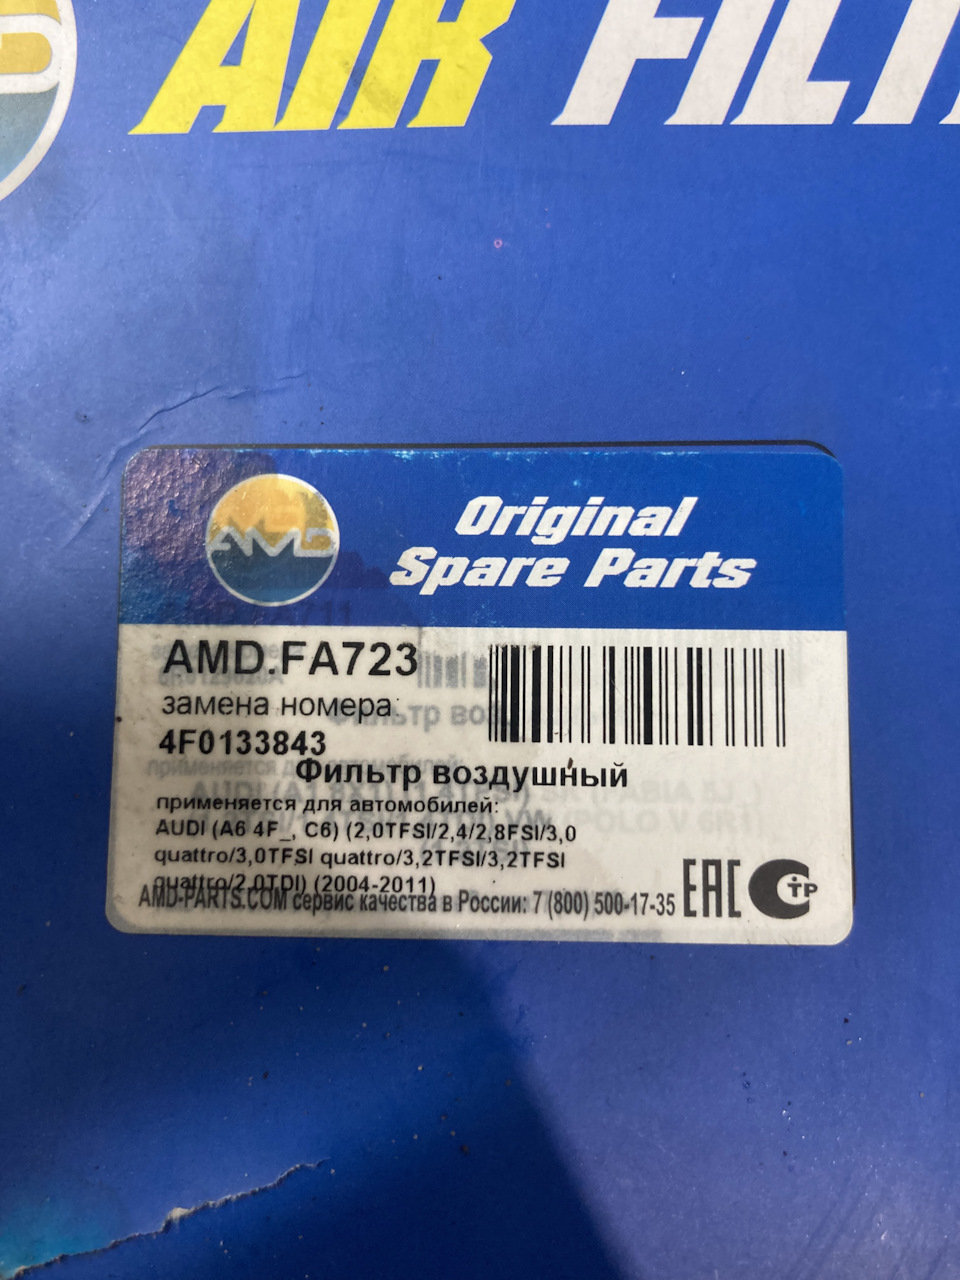 AIR FILT
AMD
Original
Spare Parts
AMD.FA723
замена номера:
4F0133843
Фильтр воздушный
применяется для автомобилей:
AUDI (A6 4F_, C6) (2,0TFSI/2,4/2,8FSI/3,0
quattro/3,0TFSI quattro/3,2TFSI/3,2TFSI
quattro/2,0TDI) (2004-2011)
AMD-PARTS.COM сервис качества в России: 7 (800) 500-17-35
EAC
СТР